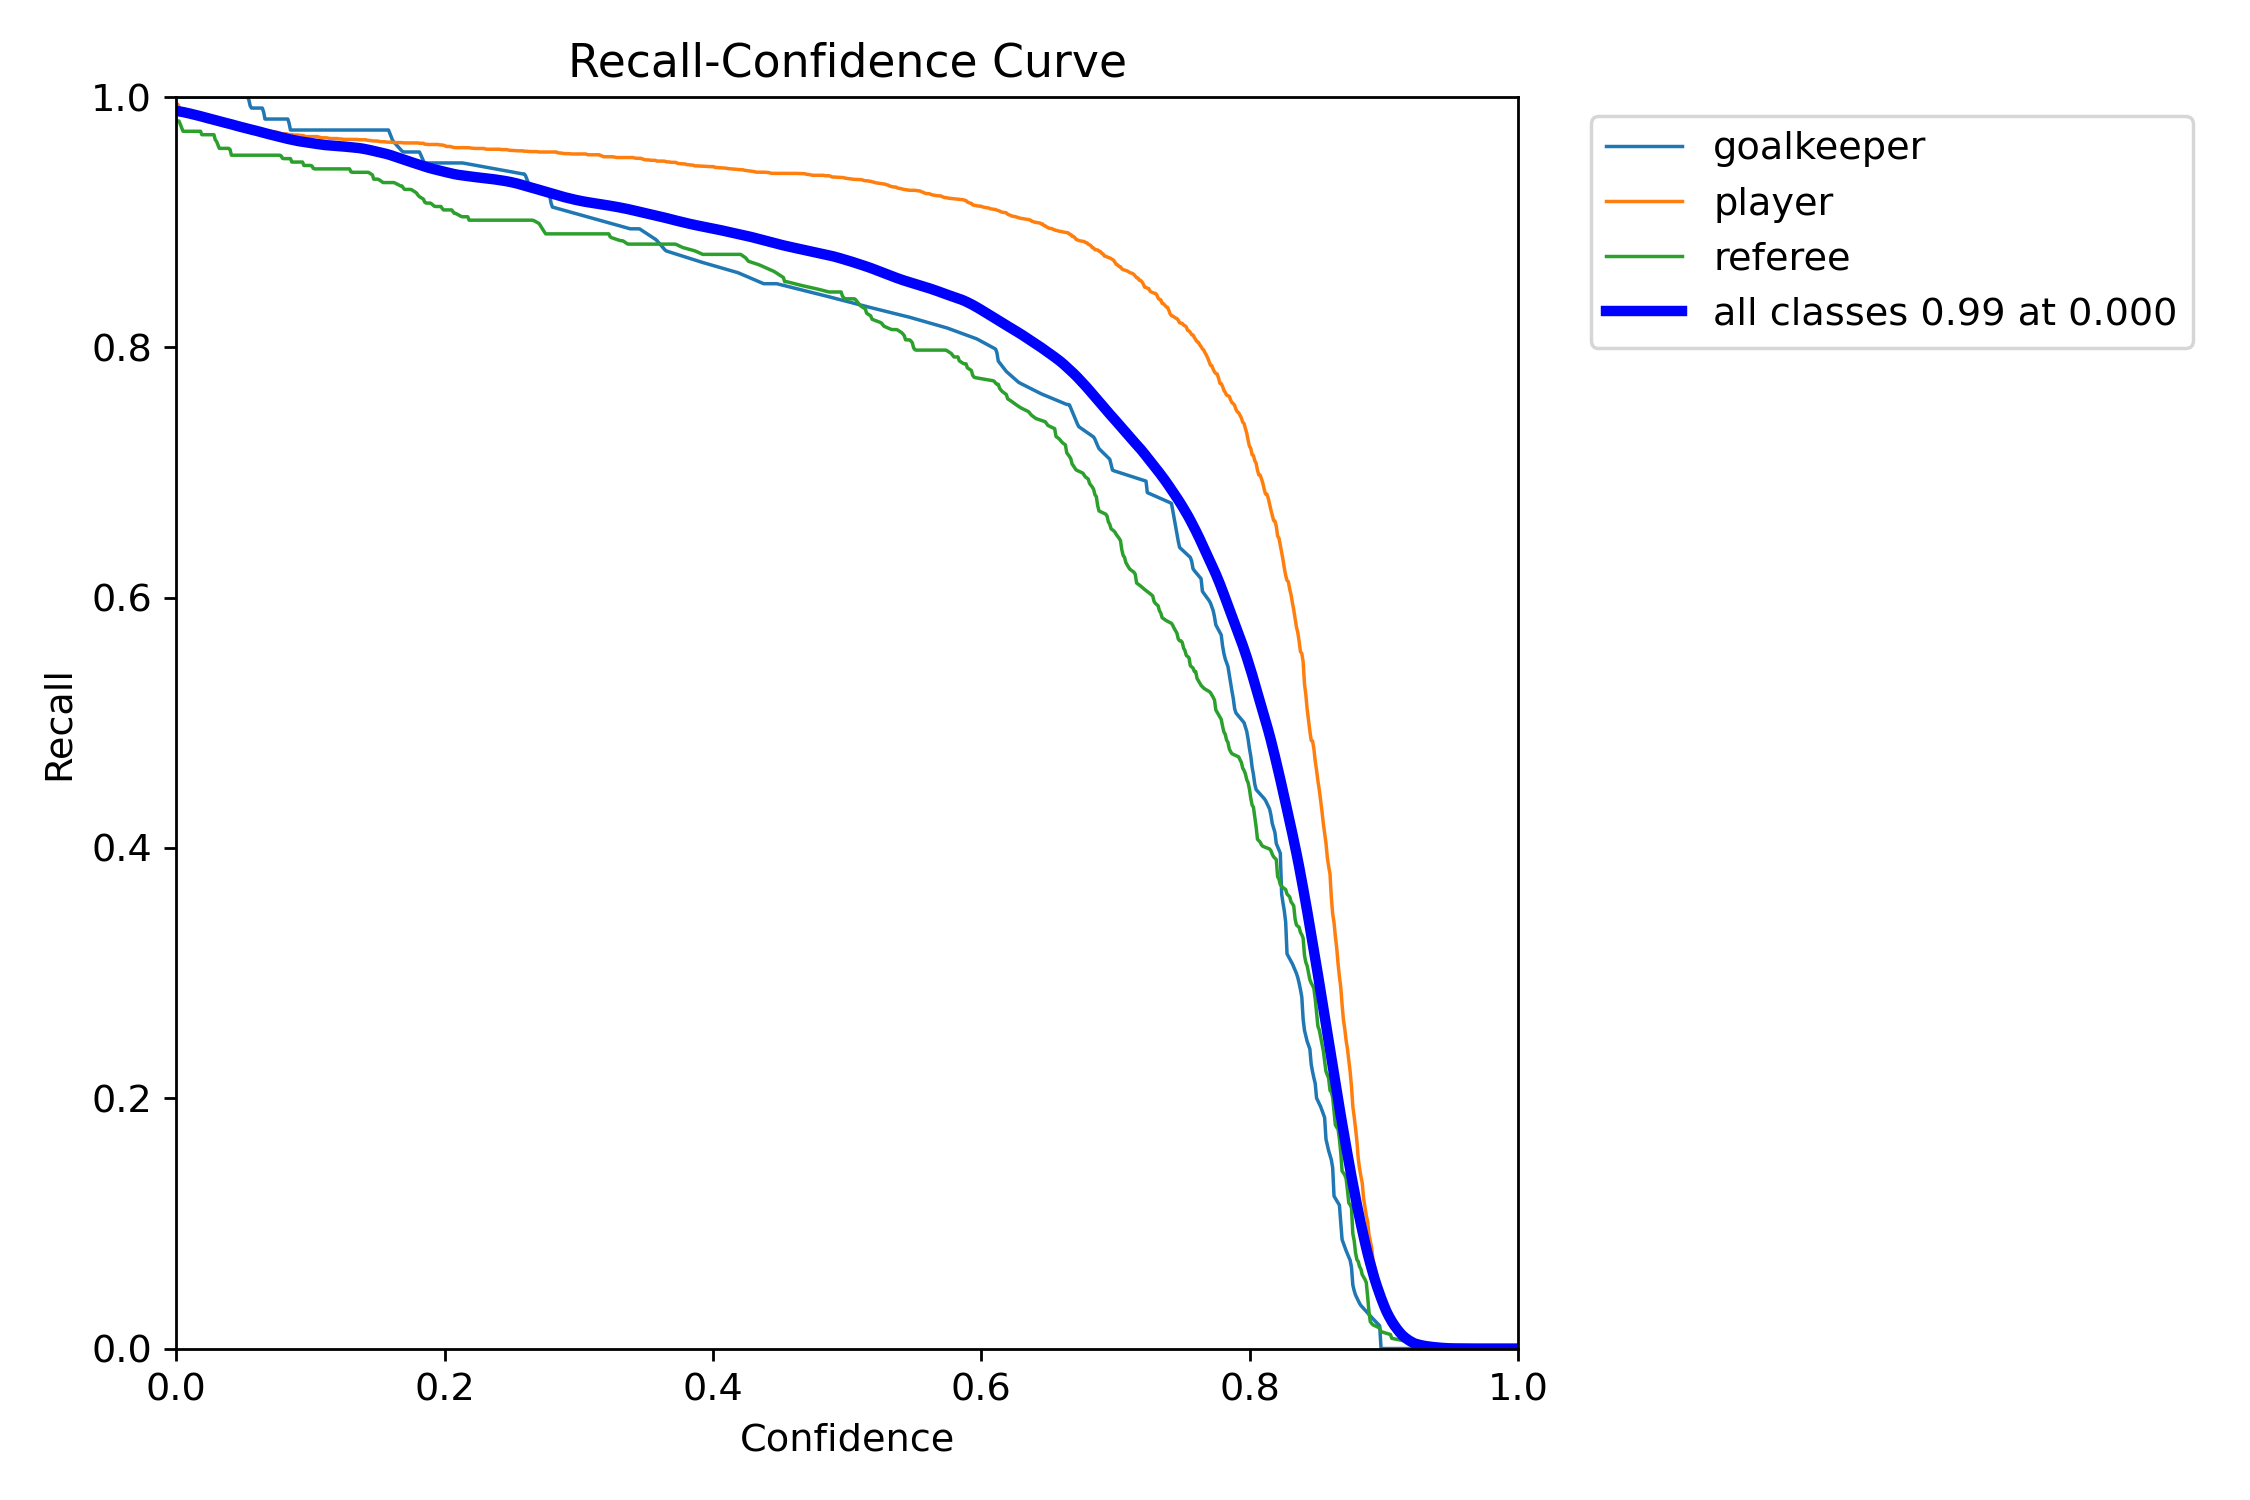 Recall-Confidence Curve
1.0
0.8
0.6
0.4
0.2
0.0
Recall
0.0 0.2 0.4 0.6 0.8 1.0
Confidence
goalkeeper
player
referee
all classes 0.99 at 0.000